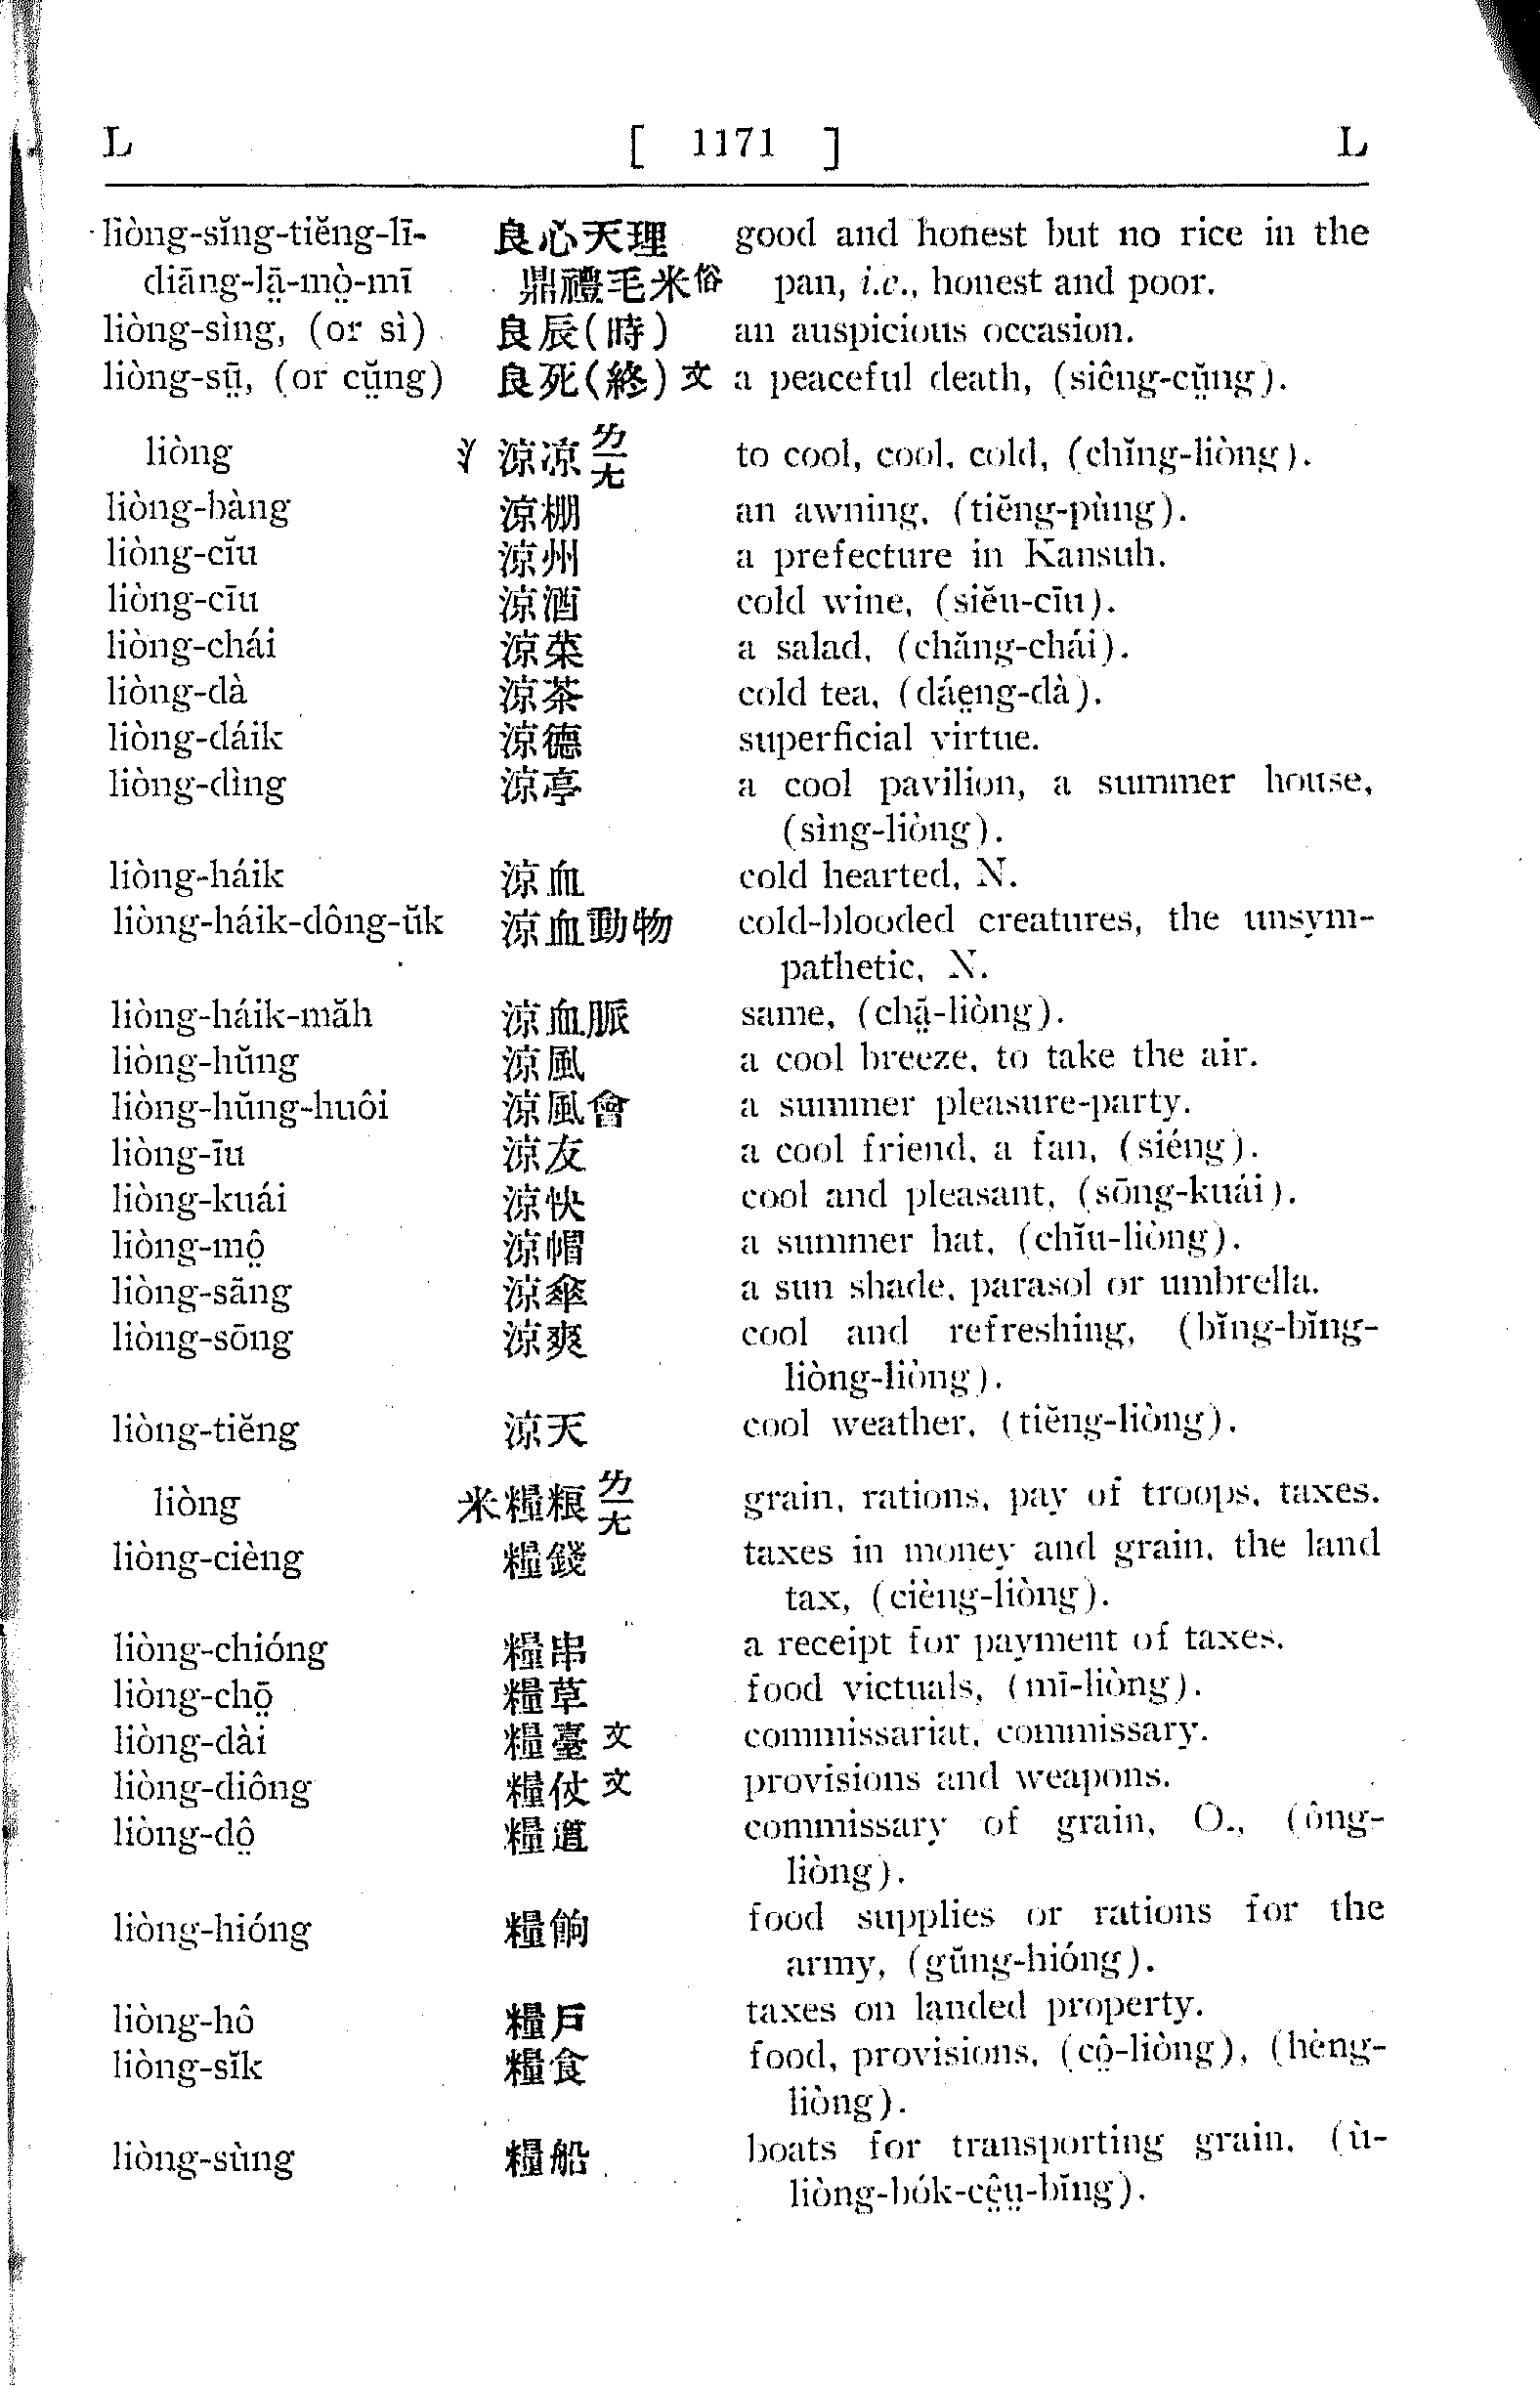 L [ 1171 ] L
liòng-sĭng-tiĕng-lī- 良心天理 good and honest but no rice in the
diāng-lā̤-mò̤-mī 鼎禮毛米俗 pan, i.e., honest and poor.
liòng-sìng, (or sì) 良辰(時) an auspicious occasion.
liòng-sṳ̄, (or cṳ̆ng) 良死(終)文 a peaceful death, (siêng-cṳ̆ng).
liòng 氵涼凉ㄌㄧㄤ to cool, cool, cold, (chĭng-liòng).
liòng-bàng 涼棚 an awning, (tiĕng-pùng).
liòng-cĭu 涼州 a prefecture in Kansuh.
liòng-cīu 涼酒 cold wine, (siĕu-cīu).
liòng-chái 涼菜 a salad, (chăng-chái).
liòng-dà 涼茶 cold tea, (dáe̤ng-dà).
liòng-dáik 涼德 superficial virtue.
liòng-dìng 涼亭 a cool pavilion, a summer house,
(sìng-liòng).
liòng-háik 涼血 cold hearted, N.
liòng-háik-dông-ŭk 涼血動物 cold-blooded creatures, the unsym-
pathetic, N.
liòng-háik-măh 涼血脈 same, (chā̤-liòng).
liòng-hŭng 涼風 a cool breeze, to take the air.
liòng-hŭng-huôi 涼風會 a summer pleasure-party.
liòng-īu 涼友 a cool friend, a fan, (siéng).
liòng-kuái 涼快 cool and pleasant, (sōng-kuái).
liòng-mô̤ 涼帽 a summer hat, (chĭu-liòng).
liòng-sāng 涼傘 a sun shade, parasol or umbrella.
liòng-sōng 涼爽 cool and refreshing, (bĭng-bĭng-
liòng-liòng).
liòng-tiĕng 涼天 cool weather, (tiĕng-liòng).
liòng 米糧粮ㄌㄧㄤ grain, rations, pay of troops, taxes.
liòng-cièng 糧錢 taxes in money and grain, the land
tax, (cièng-liòng).
liòng-chióng 糧串 a receipt for payment of taxes.
liòng-chō̤ 糧草 food victuals, (mī-liòng).
liòng-dài 糧臺文 commissariat, commissary.
liòng-diông 糧仗文 provisions and weapons.
liòng-dô̤ 糧道 commissary of grain, O., (ông-
liòng).
liòng-hióng 糧餉 food supplies or rations for the
army, (gŭng-hióng).
liòng-hô 糧戶 taxes on landed property.
liòng-sĭk 糧食 food, provisions, (cô̤-liòng), (hèng-
liòng).
liòng-sùng 糧船 boats for transporting grain, (ù-
liòng-bók-cê̤ṳ-bĭng).